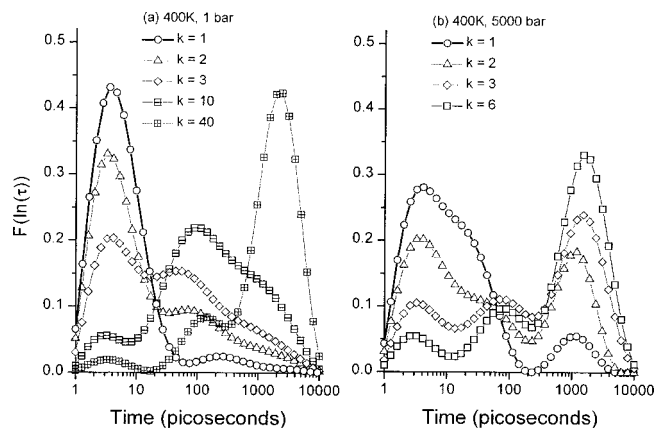 (a) 400K, 1 bar
k = 1
k = 2
k = 3
k = 10
k = 40
0.5
0.4
0.3
0.2
0.1
0.0
F(ln(τ))
1 10 100 1000 10000
Time (picoseconds)
(b) 400K, 5000 bar
k = 1
k = 2
k = 3
k = 6
0.5
0.4
0.3
0.2
0.1
0.0
1 10 100 1000 10000
Time (picoseconds)